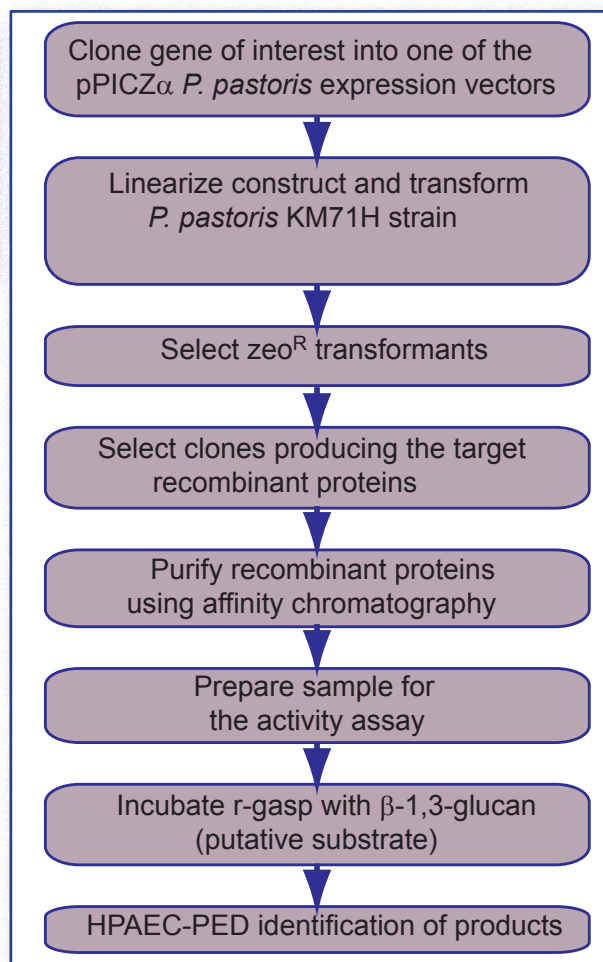 Clone gene of interest into one of the
pPICZα P. pastoris expression vectors
Linearize construct and transform
P. pastoris KM71H strain
Select zeoᴿ transformants
Select clones producing the target
recombinant proteins
Purify recombinant proteins
using affinity chromatography
Prepare sample for
the activity assay
Incubate r-gasp with β-1,3-glucan
(putative substrate)
HPAEC-PED identification of products